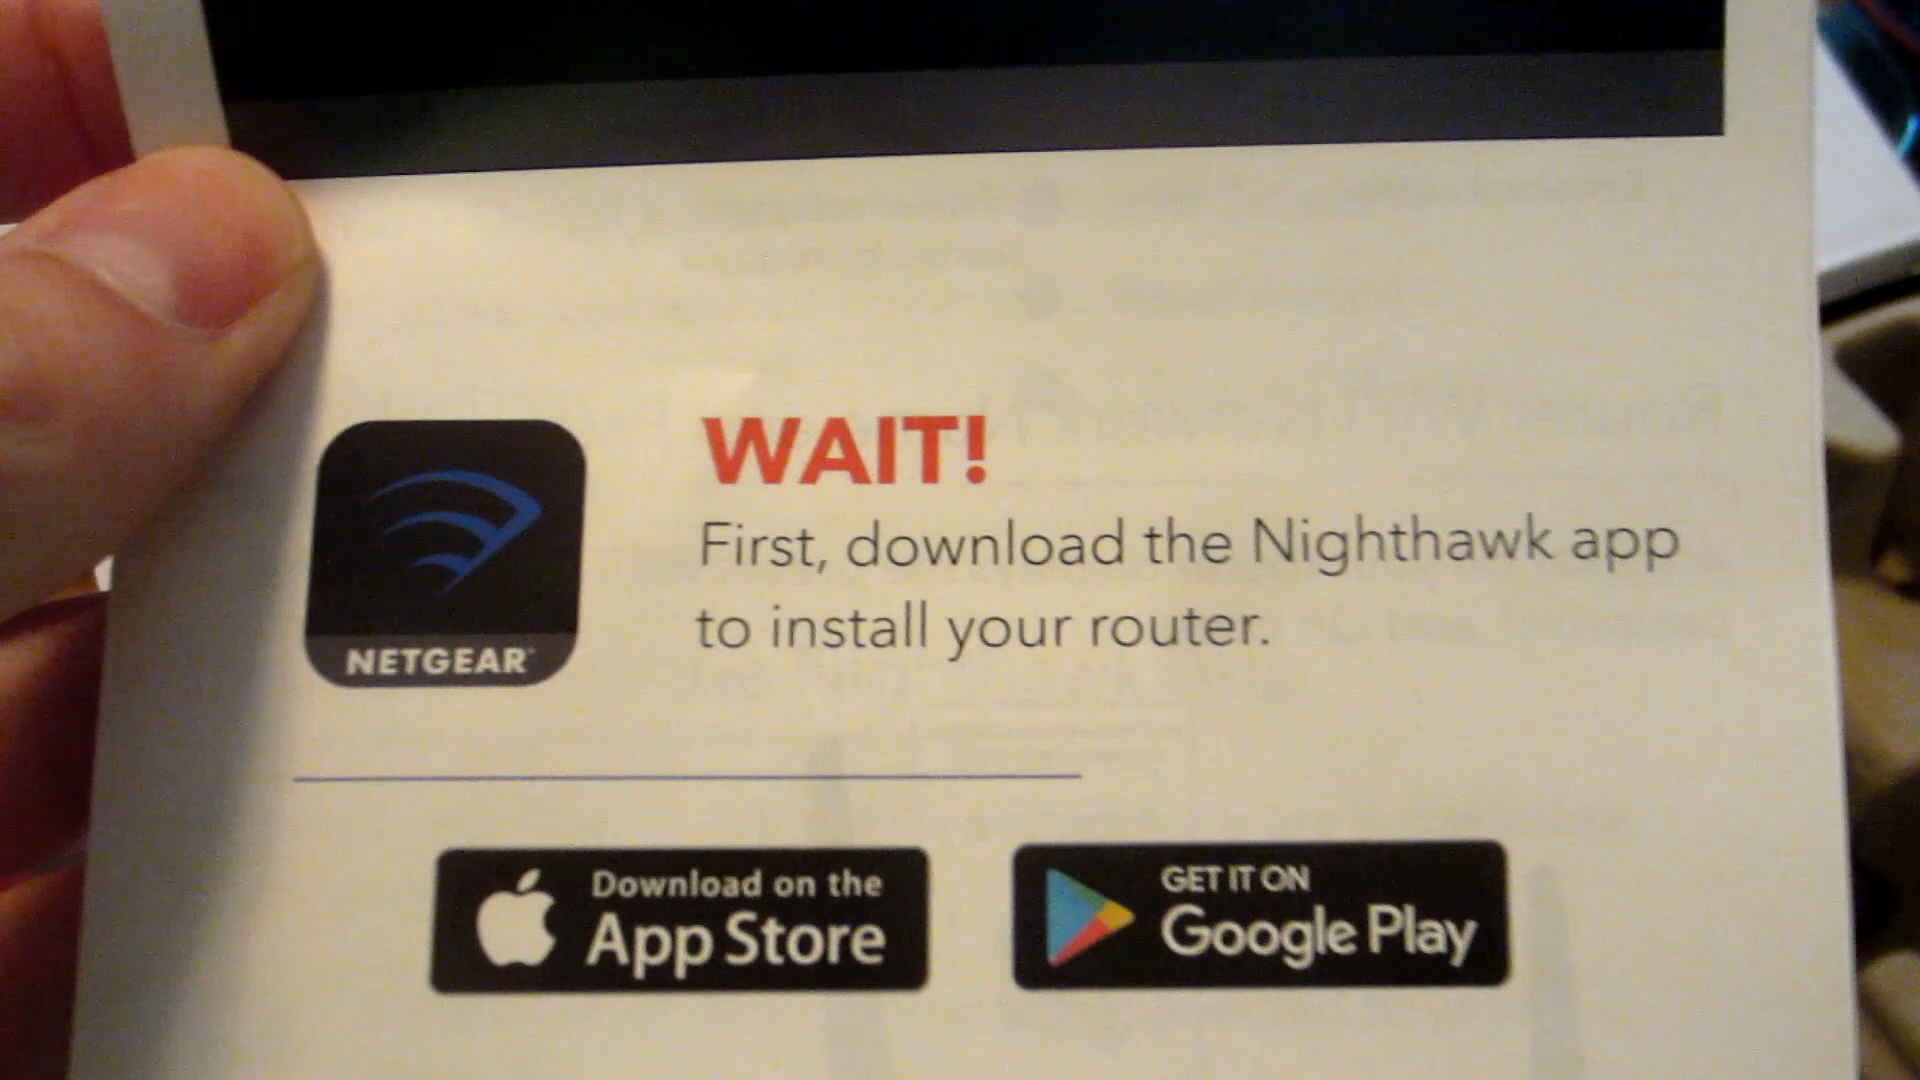 WAIT!
First, download the Nighthawk app
to install your router.
NETGEAR
Download on the
App Store
GET IT ON
Google Play